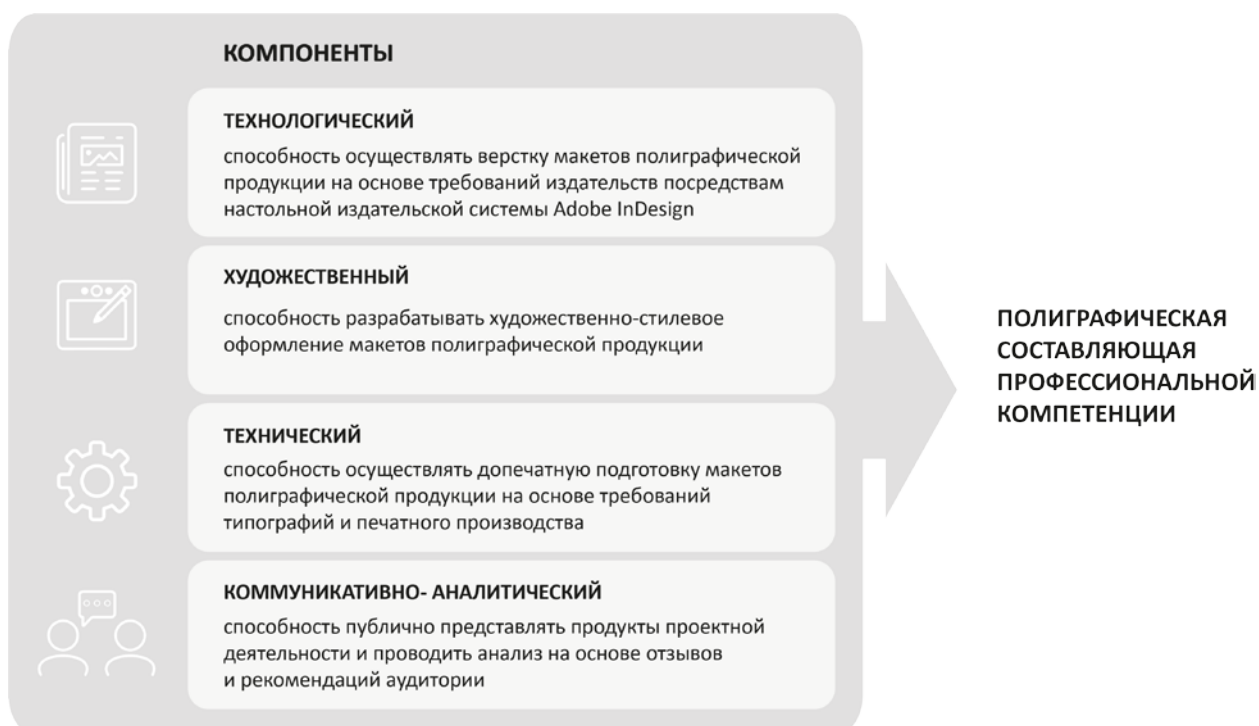 КОМПОНЕНТЫ
ТЕХНОЛОГИЧЕСКИЙ
способность осуществлять верстку макетов полиграфической
продукции на основе требований издательств посредствам
настольной издательской системы Adobe InDesign
ХУДОЖЕСТВЕННЫЙ
способность разрабатывать художественно-стилевое
оформление макетов полиграфической продукции
ТЕХНИЧЕСКИЙ
способность осуществлять допечатную подготовку макетов
полиграфической продукции на основе требований
типографий и печатного производства
КОММУНИКАТИВНО- АНАЛИТИЧЕСКИЙ
способность публично представлять продукты проектной
деятельности и проводить анализ на основе отзывов
и рекомендаций аудитории
ПОЛИГРАФИЧЕСКАЯ
СОСТАВЛЯЮЩАЯ
ПРОФЕССИОНАЛЬНОЙ
КОМПЕТЕНЦИИ